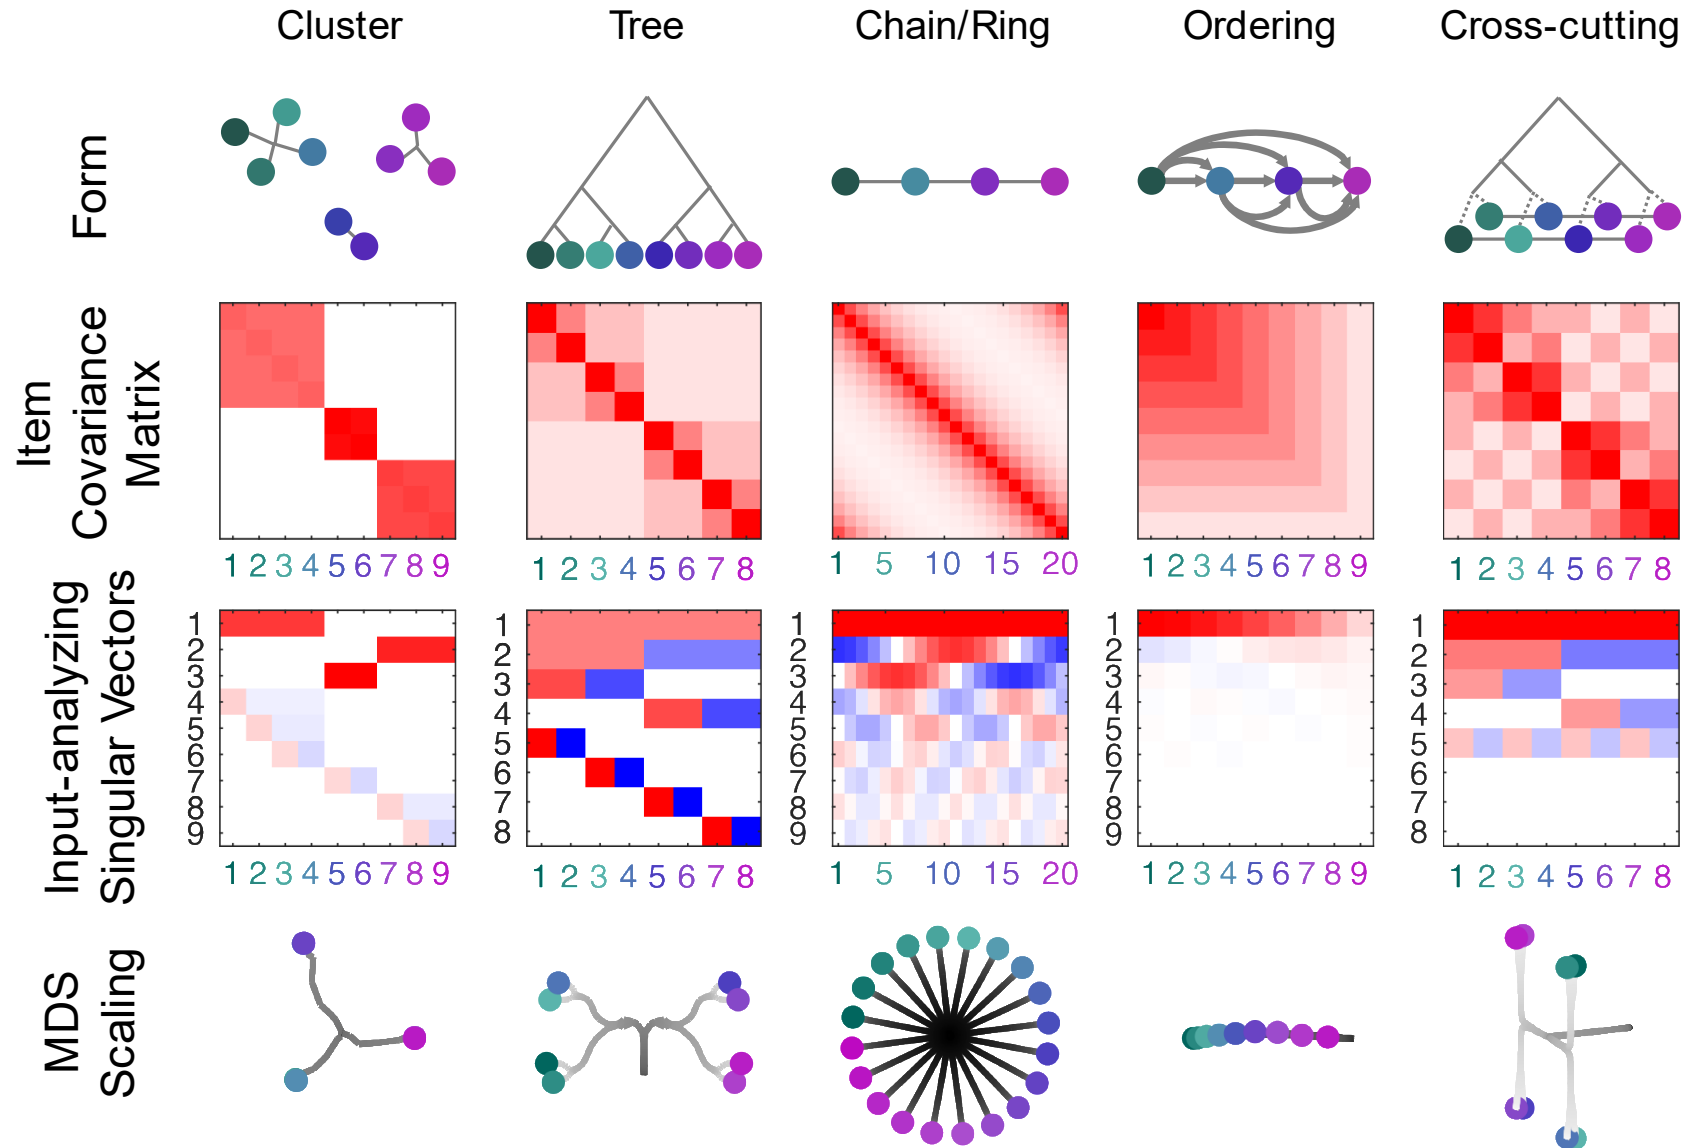 Cluster Tree Chain/Ring Ordering Cross-cutting
Form
Item
Covariance
Matrix
1 2 3 4 5 6 7 8 9
1 2 3 4 5 6 7 8
1 5 10 15 20
1 2 3 4 5 6 7 8 9
1 2 3 4 5 6 7 8
Input-analyzing
Singular Vectors
1
2
3
4
5
6
7
8
9
1 2 3 4 5 6 7 8 9
1
2
3
4
5
6
7
8
1 2 3 4 5 6 7 8
1
2
3
4
5
6
7
8
9
1 5 10 15 20
1
2
3
4
5
6
7
8
9
1 2 3 4 5 6 7 8 9
1
2
3
4
5
6
7
8
1 2 3 4 5 6 7 8
MDS
Scaling